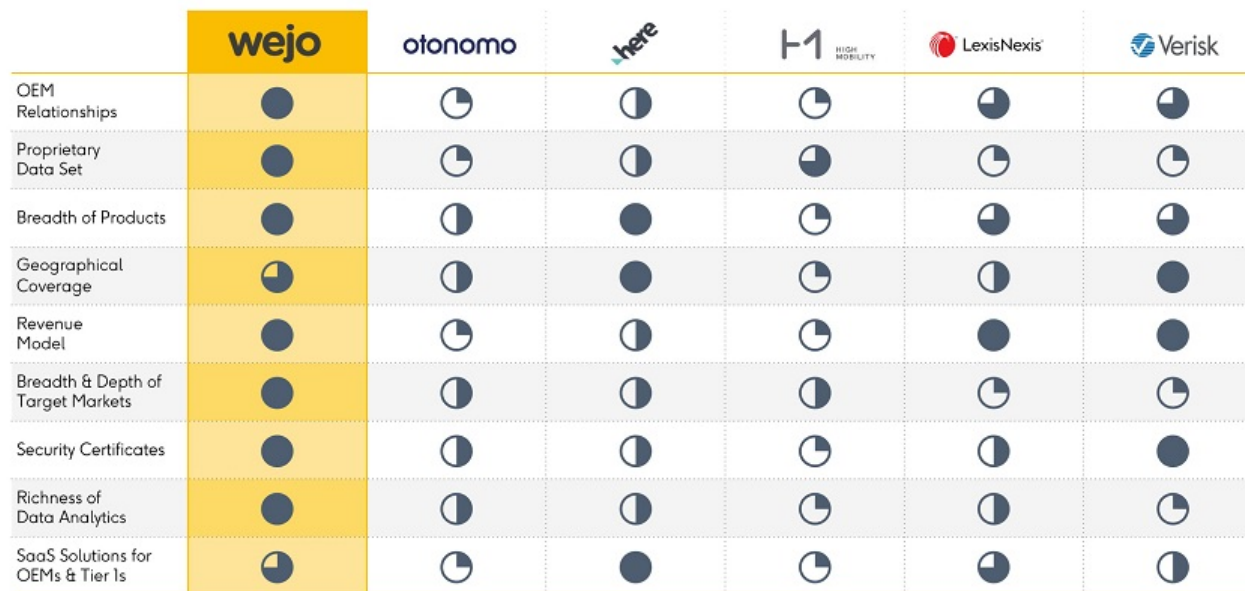 wejo
otonomo
here
H1 HIGH
MOBILITY
LexisNexis
Verisk
OEM
Relationships
Proprietary
Data Set
Breadth of Products
Geographical
Coverage
Revenue
Model
Breadth & Depth of
Target Markets
Security Certificates
Richness of
Data Analytics
SaaS Solutions for
OEMs & Tier 1s